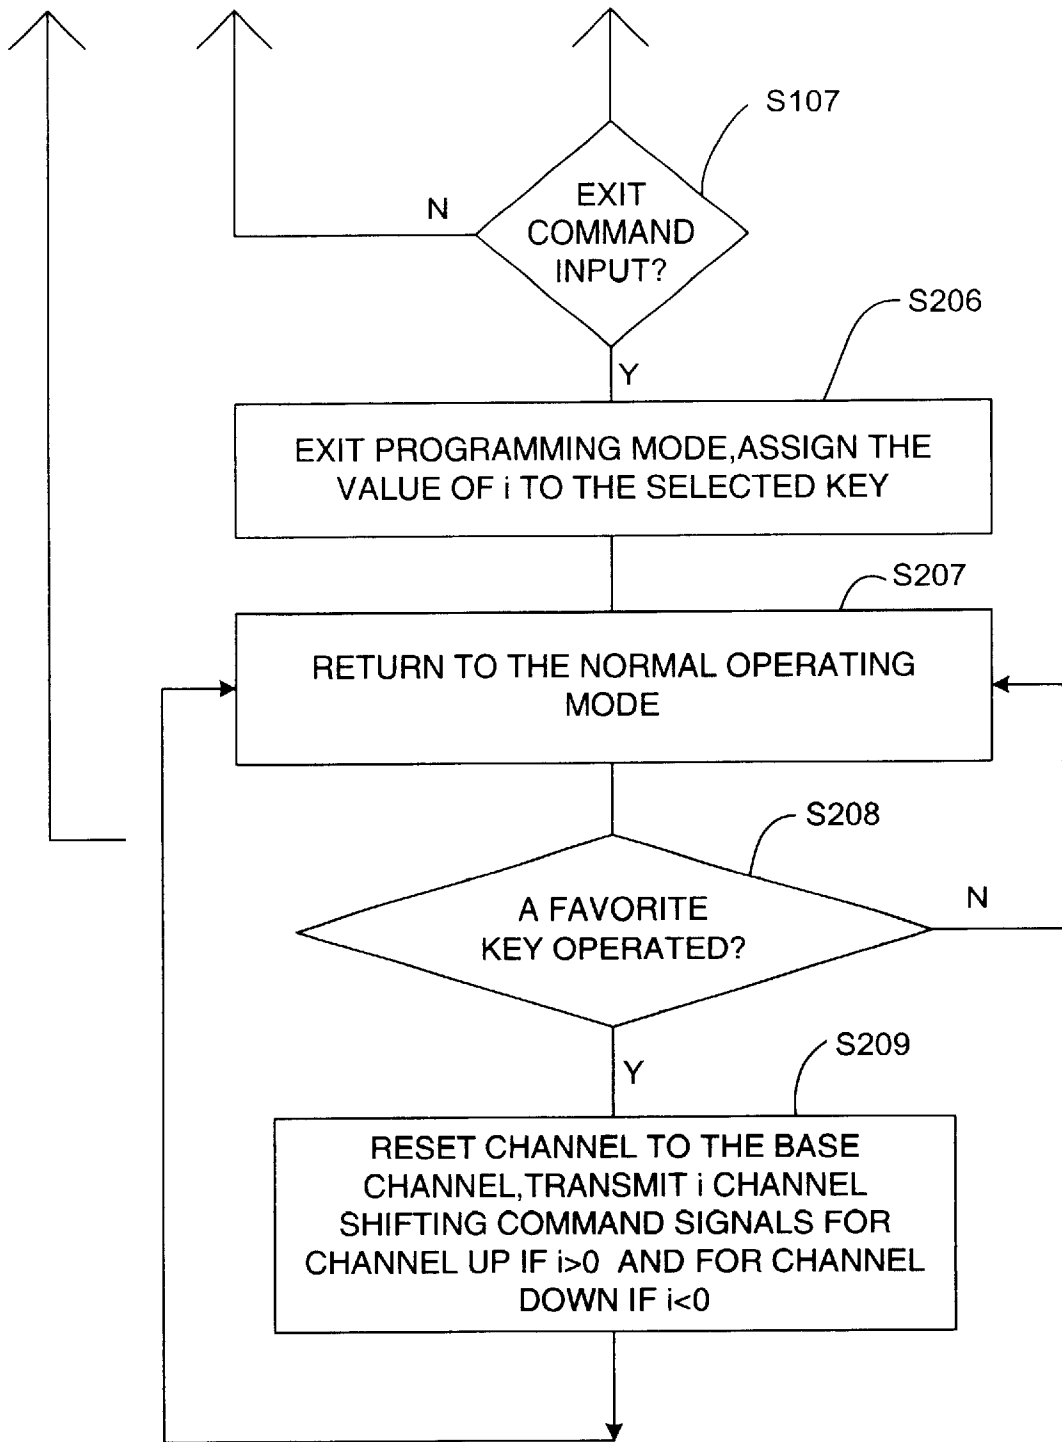 S107
EXIT
COMMAND
INPUT?
N
S206
Y
EXIT PROGRAMMING MODE,ASSIGN THE
VALUE OF i TO THE SELECTED KEY
S207
RETURN TO THE NORMAL OPERATING
MODE
S208
A FAVORITE
KEY OPERATED?
N
S209
Y
RESET CHANNEL TO THE BASE
CHANNEL,TRANSMIT i CHANNEL
SHIFTING COMMAND SIGNALS FOR
CHANNEL UP IF i>0 AND FOR CHANNEL
DOWN IF i<0